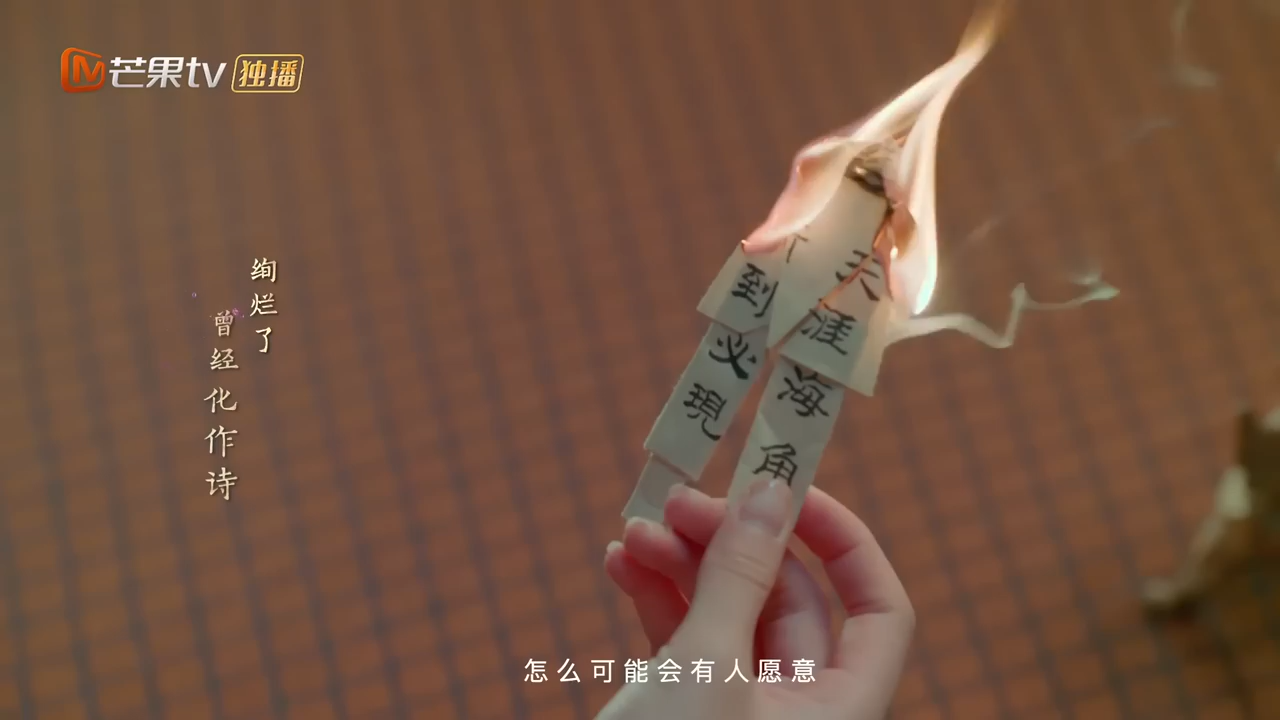 芒果tv 独播
绚烂了
曾经化作诗
天涯
海角
到
必現
怎么可能会有人愿意